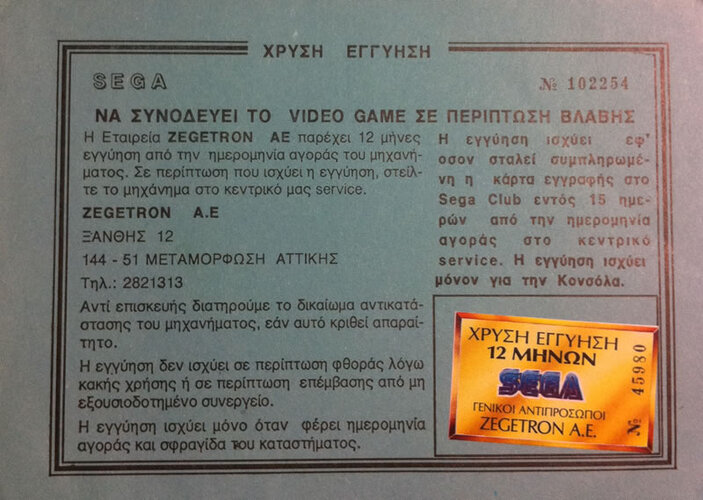 ΧΡΥΣΗ ΕΓΓΥΗΣΗ
SEGA
№ 102254
ΝΑ ΣΥΝΟΔΕΥΕΙ ΤΟ VIDEO GAME ΣΕ ΠΕΡΙΠΤΩΣΗ ΒΛΑΒΗΣ
Η Εταιρεία ZEGETRON AE παρέχει 12 μήνες
εγγύηση από την ημερομηνία αγοράς του μηχανή-
ματος. Σε περίπτωση που ισχύει η εγγύηση, στείλ-
τε το μηχάνημα στο κεντρικό μας service.
ZEGETRON A.E
ΞΑΝΘΗΣ 12
144 - 51 ΜΕΤΑΜΟΡΦΩΣΗ ΑΤΤΙΚΗΣ
Τηλ.: 2821313
Αντί επισκευής διατηρούμε το δικαίωμα αντικατά-
στασης του μηχανήματος, εάν αυτό κριθεί απαραί-
τητο.
Η εγγύηση δεν ισχύει σε περίπτωση φθοράς λόγω
κακής χρήσης ή σε περίπτωση επέμβασης από μη
εξουσιοδοτημένο συνεργείο.
Η εγγύηση ισχύει μόνο όταν φέρει ημερομηνία
αγοράς και σφραγίδα του καταστήματος.
Η εγγύηση ισχύει εφ'
οσον σταλεί συμπληρωμέ-
νη η κάρτα εγγραφής στο
Sega Club εντός 15 ημε-
ρών από την ημερομηνία
αγοράς στο κεντρικό
service. Η εγγύηση ισχύει
μόνον για την Κονσόλα.
ΧΡΥΣΗ ΕΓΓΥΗΣΗ
12 ΜΗΝΩΝ
SEGA
ΓΕΝΙΚΟΙ ΑΝΤΙΠΡΟΣΩΠΟΙ
ZEGETRON A.E.
№ 45980